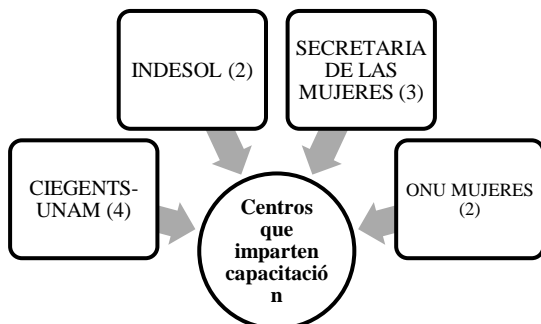 INDESOL (2)
SECRETARIA
DE LAS
MUJERES (3)
CIEGENTS-
UNAM (4)
ONU MUJERES
(2)
Centros
que
imparten
capacitació
n